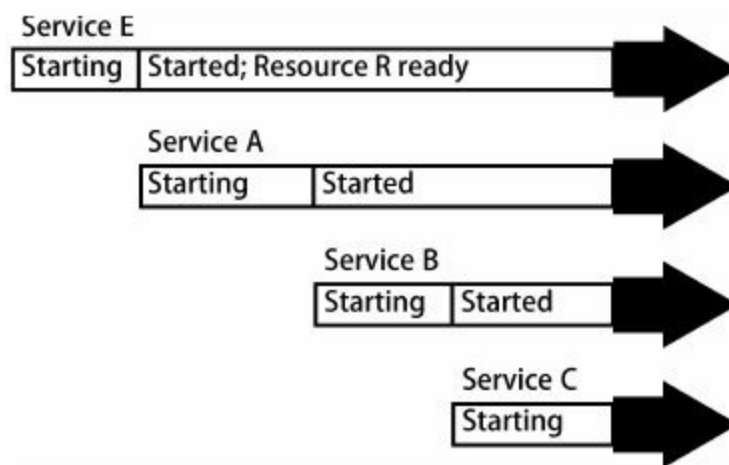 Service E
Starting Started; Resource R ready
Service A
Starting Started
Service B
Starting Started
Service C
Starting